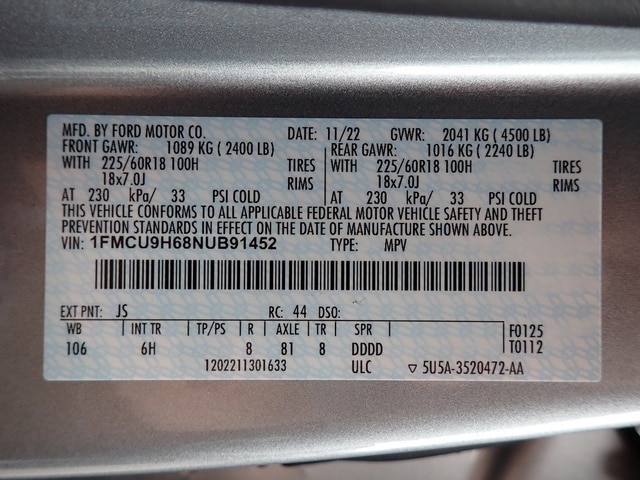 MFD. BY FORD MOTOR CO. DATE: 11/22 GVWR: 2041 KG ( 4500 LB)
FRONT GAWR: 1089 KG ( 2400 LB) REAR GAWR: 1016 KG ( 2240 LB)
WITH 225/60R18 100H TIRES WITH 225/60R18 100H TIRES
18x7.0J RIMS 18x7.0J RIMS
AT 230 kPa/ 33 PSI COLD AT 230 kPa/ 33 PSI COLD
THIS VEHICLE CONFORMS TO ALL APPLICABLE FEDERAL MOTOR VEHICLE SAFETY AND THEFT
PREVENTION STANDARDS IN EFFECT ON THE DATE OF MANUFACTURE SHOWN ABOVE.
VIN: 1FMCU9H68NUB91452 TYPE: MPV
EXT PNT: JS RC: 44 DSO:
WB INT TR TP/PS R AXLE TR SPR F0125
106 6H 8 81 8 DDDD T0112
1202211301633 ULC ▽ 5U5A-3520472-AA